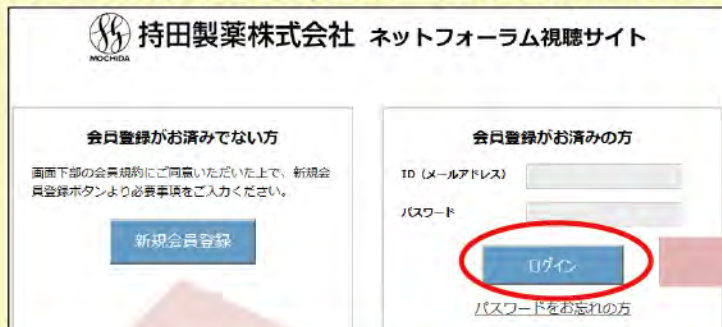 MOCHIDA
持田製薬株式会社 ネットフォーラム視聴サイト
会員登録がお済みでない方
画面下部の会員規約にご同意いただいた上で、新規会
員登録ボタンより必要事項をご入力ください。
新規会員登録
会員登録がお済みの方
ID（メールアドレス）
パスワード
ログイン
パスワードをお忘れの方